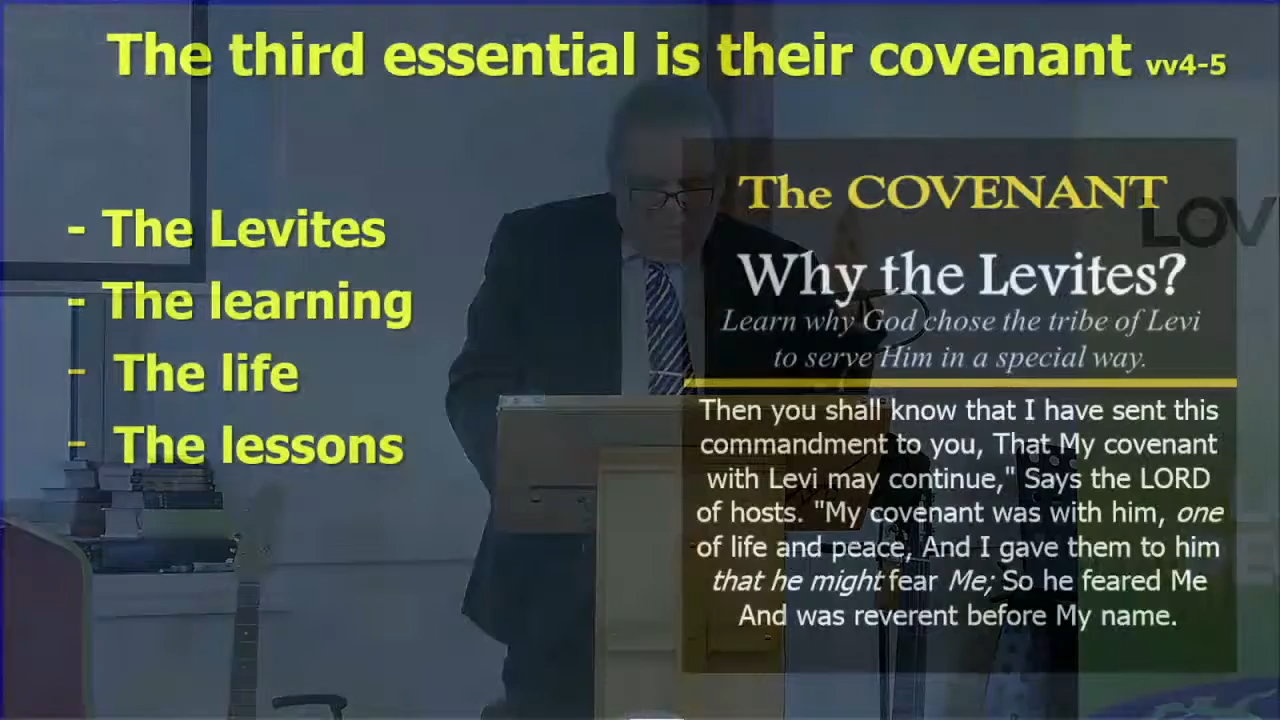 The third essential is their covenant vv4-5
- The Levites
- The learning
- The life
- The lessons
The COVENANT
LOV
Why the Levites?
Learn why God chose the tribe of Levi
to serve Him in a special way.
Then you shall know that I have sent this
commandment to you, That My covenant
with Levi may continue," Says the LORD
of hosts. "My covenant was with him, one
of life and peace, And I gave them to him
that he might fear Me; So he feared Me
And was reverent before My name.